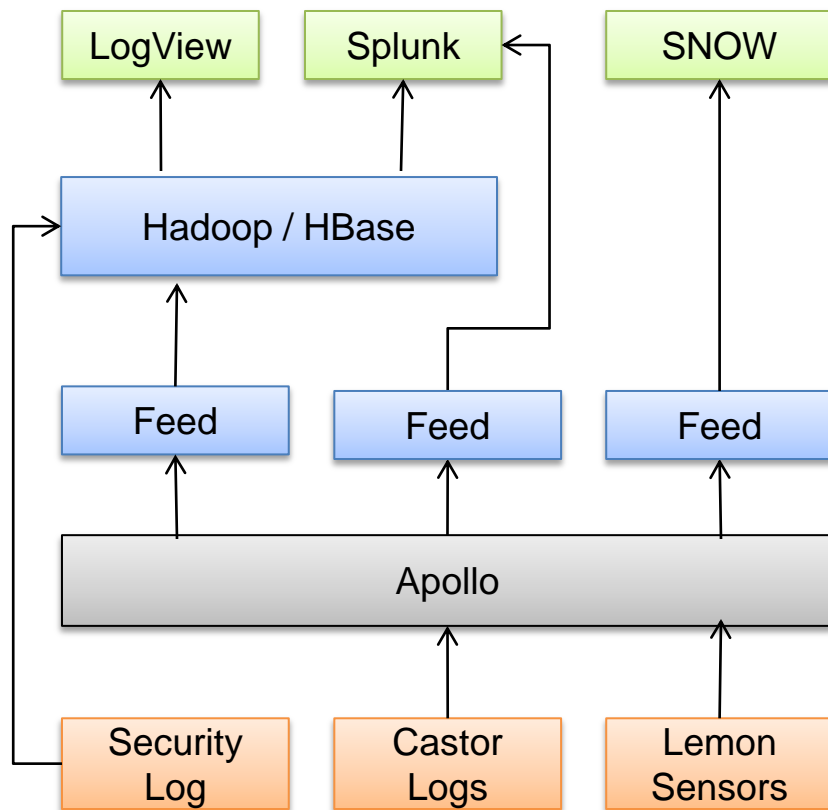 LogView
Splunk
SNOW
Hadoop / HBase
Feed
Feed
Feed
Apollo
Security
Log
Castor
Logs
Lemon
Sensors